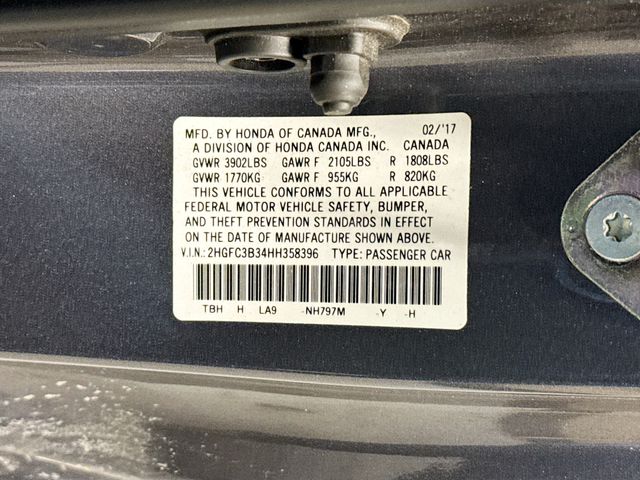 MFD. BY HONDA OF CANADA MFG., 02/'17
A DIVISION OF HONDA CANADA INC. CANADA
GVWR 3902LBS GAWR F 2105LBS R 1808LBS
GVWR 1770KG GAWR F 955KG R 820KG
THIS VEHICLE CONFORMS TO ALL APPLICABLE
FEDERAL MOTOR VEHICLE SAFETY, BUMPER,
AND THEFT PREVENTION STANDARDS IN EFFECT
ON THE DATE OF MANUFACTURE SHOWN ABOVE.
V.I.N.: 2HGFC3B34HH358396 TYPE: PASSENGER CAR
TBH H LA9 -NH797M -Y -H